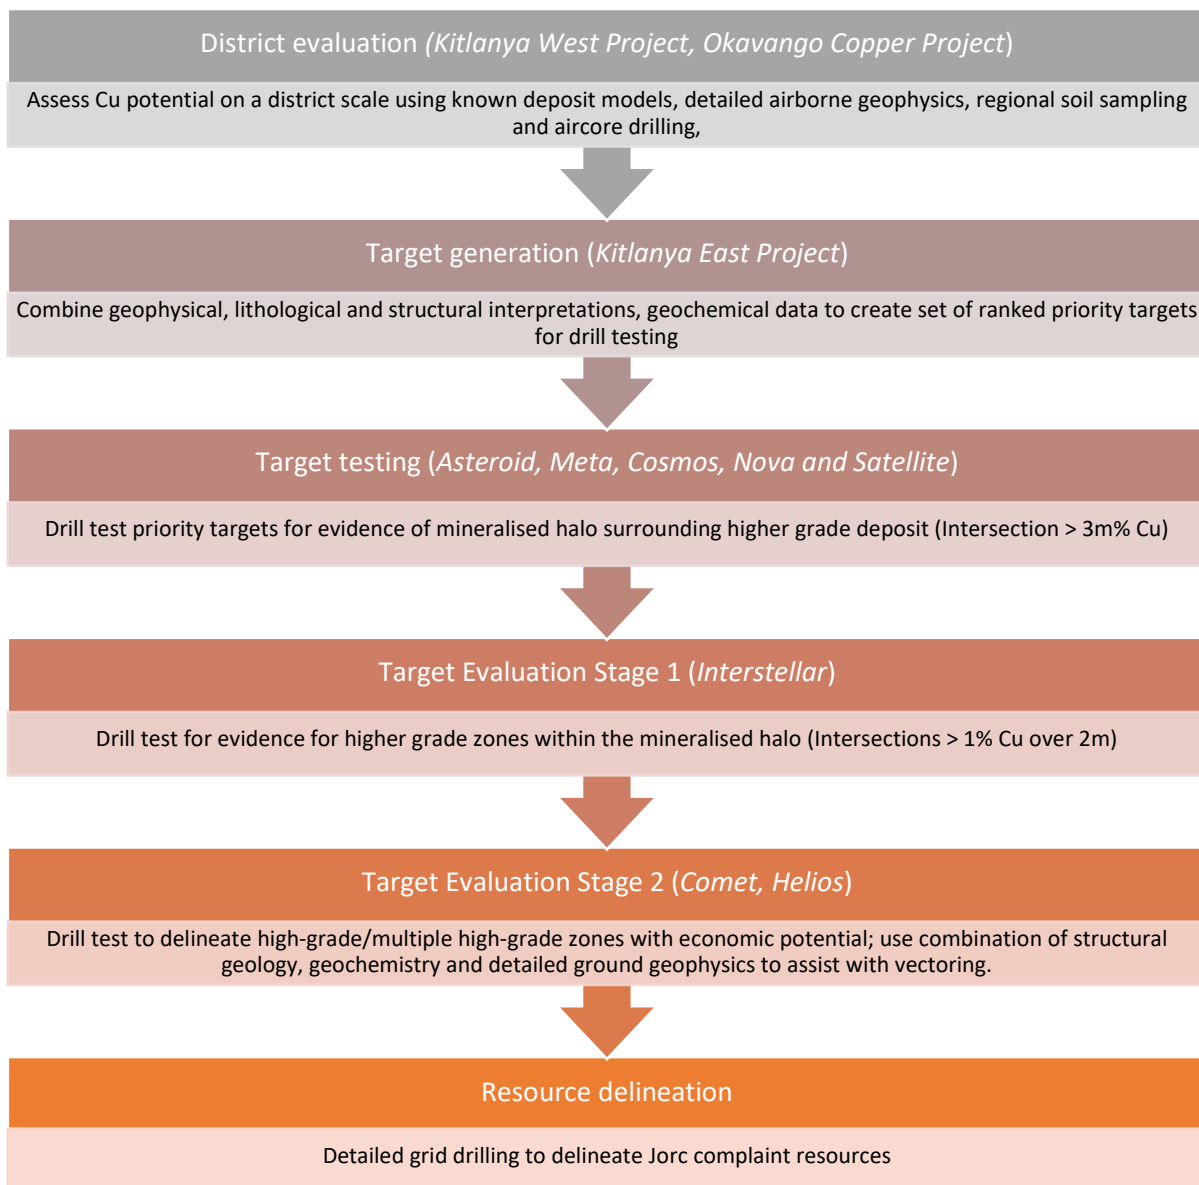 District evaluation (Kitlanya West Project, Okavango Copper Project)
Assess Cu potential on a district scale using known deposit models, detailed airborne geophysics, regional soil sampling
and aircore drilling,
Target generation (Kitlanya East Project)
Combine geophysical, lithological and structural interpretations, geochemical data to create set of ranked priority targets
for drill testing
Target testing (Asteroid, Meta, Cosmos, Nova and Satellite)
Drill test priority targets for evidence of mineralised halo surrounding higher grade deposit (Intersection > 3m% Cu)
Target Evaluation Stage 1 (Interstellar)
Drill test for evidence for higher grade zones within the mineralised halo (Intersections > 1% Cu over 2m)
Target Evaluation Stage 2 (Comet, Helios)
Drill test to delineate high-grade/multiple high-grade zones with economic potential; use combination of structural
geology, geochemistry and detailed ground geophysics to assist with vectoring.
Resource delineation
Detailed grid drilling to delineate Jorc complaint resources